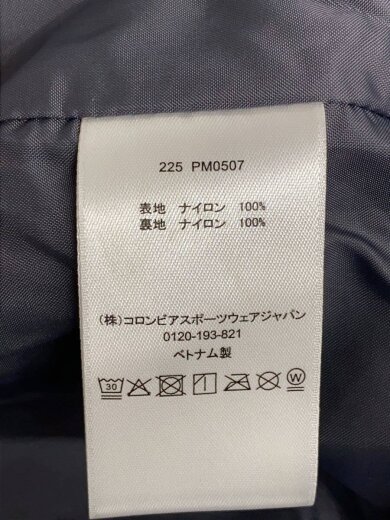 225 PM0507
表地 ナイロン 100%
裏地 ナイロン 100%
(株)コロンビアスポーツウェアジャパン
0120-193-821
ベトナム製
30 W